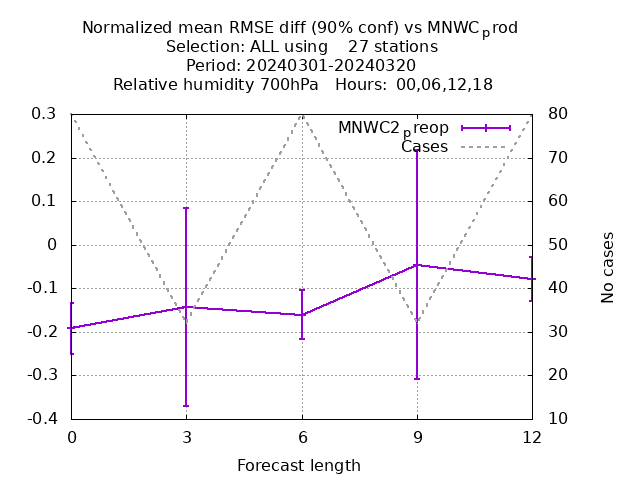 Normalized mean RMSE diff (90% conf) vs MNWCprod
Selection: ALL using 27 stations
Period: 20240301-20240320
Relative humidity 700hPa Hours: 00,06,12,18
0.3 80
MNWC2preop
Cases
0.2 70
0.1 60
0 50
-0.1 40
-0.2 30
-0.3 20
-0.4 10
No cases
0 3 6 9 12
Forecast length